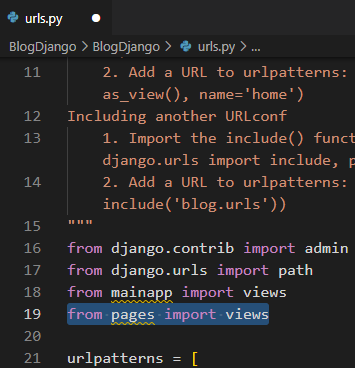 urls.py
BlogDjango > BlogDjango > urls.py > ...
11 2. Add a URL to urlpatterns:
as_view(), name='home')
12 Including another URLconf
13 1. Import the include() funct
django.urls import include, p
14 2. Add a URL to urlpatterns:
include('blog.urls'))
15 """
16 from django.contrib import admin
17 from django.urls import path
18 from mainapp import views
19 from pages import views
20
21 urlpatterns = [